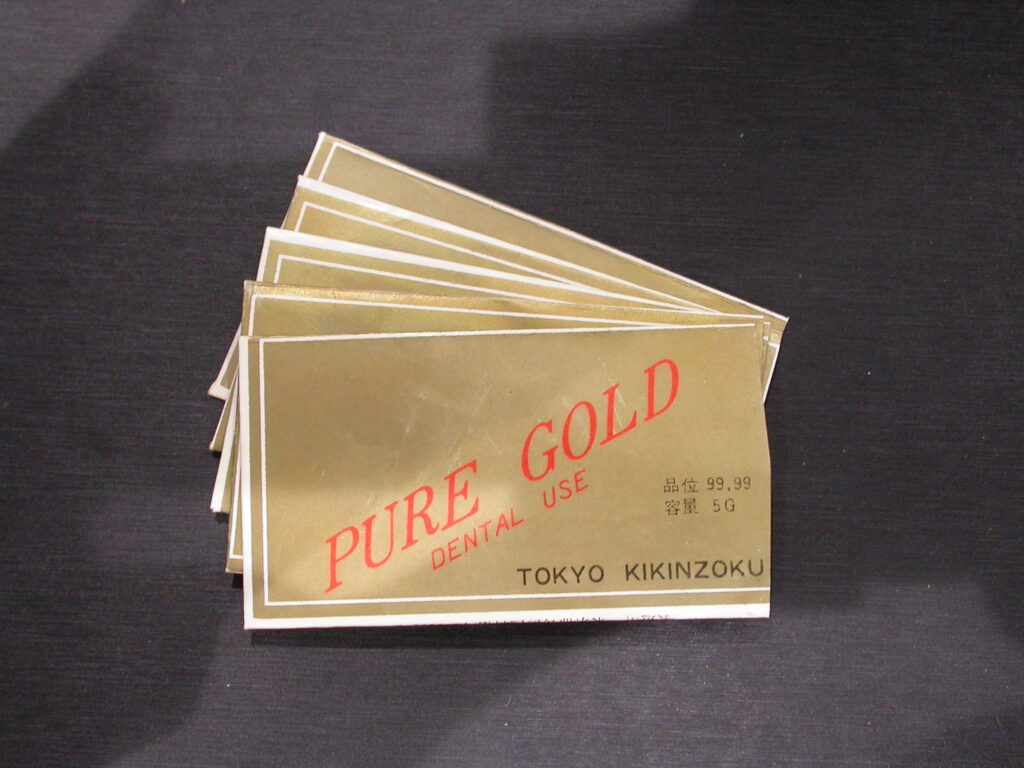 PURE GOLD
DENTAL USE
品位 99.99
容量 5G
TOKYO KIKINZOKU